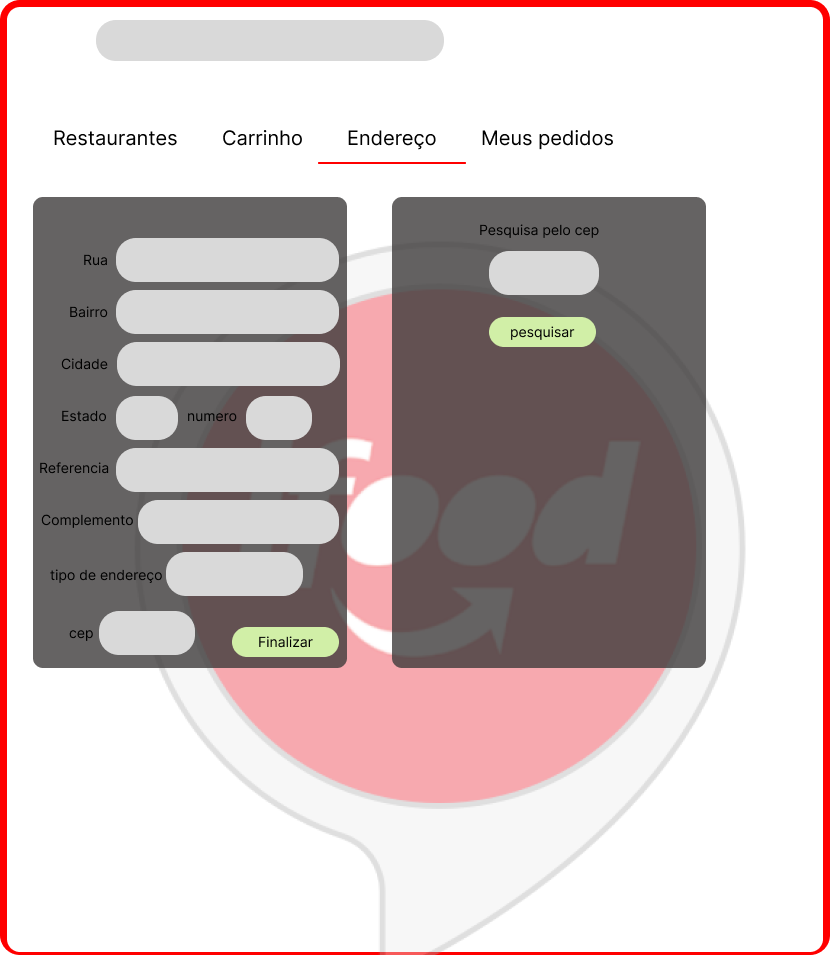 Restaurantes Carrinho Endereço Meus pedidos
Rua
Bairro
Cidade
Estado numero
Referencia
Complemento
tipo de endereço
cep Finalizar
Pesquisa pelo cep
pesquisar
ifood